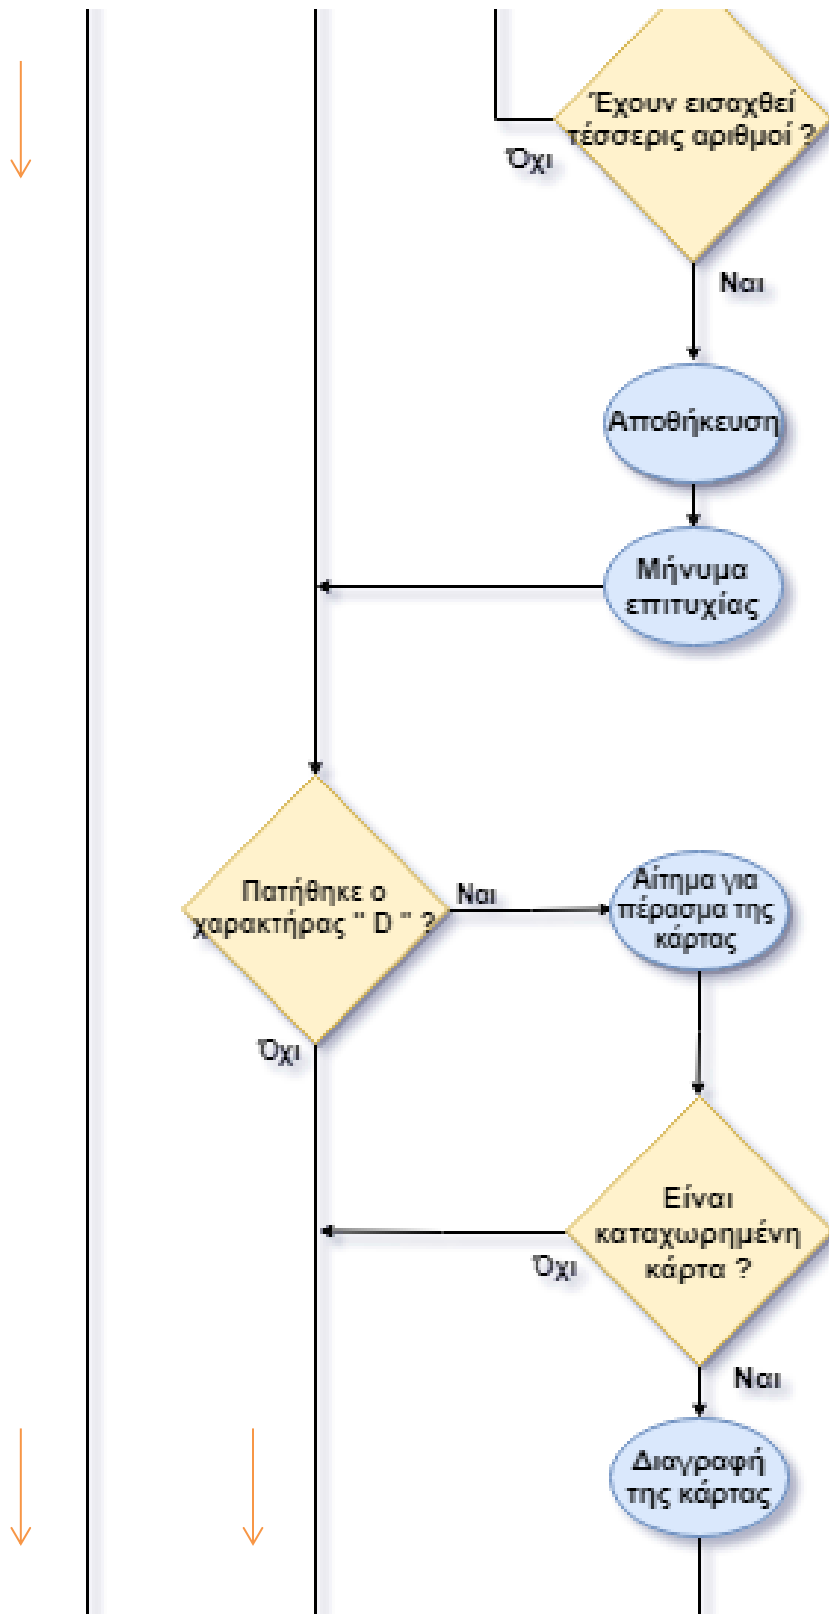 Έχουν εισαχθεί
τέσσερις αριθμοί ?
Όχι
Ναι
Αποθήκευση
Μήνυμα
επιτυχίας
Πατήθηκε ο
χαρακτήρας " D " ?
Ναι
Αίτημα για
πέρασμα της
κάρτας
Όχι
Είναι
καταχωρημένη
κάρτα ?
Όχι
Ναι
Διαγραφή
της κάρτας